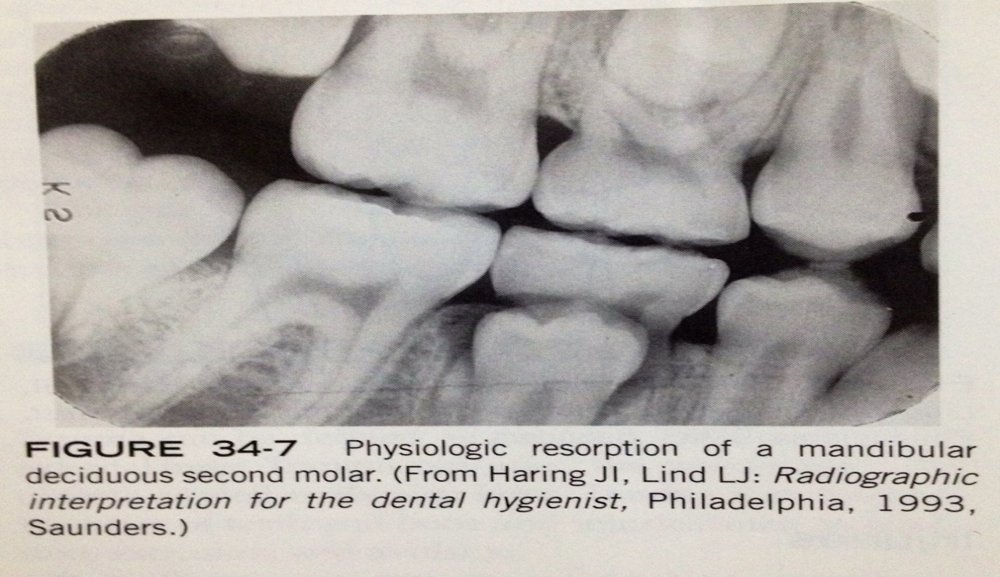 K2
FIGURE 34-7 Physiologic resorption of a mandibular
deciduous second molar. (From Haring JI, Lind LJ: Radiographic
interpretation for the dental hygienist, Philadelphia, 1993,
Saunders.)